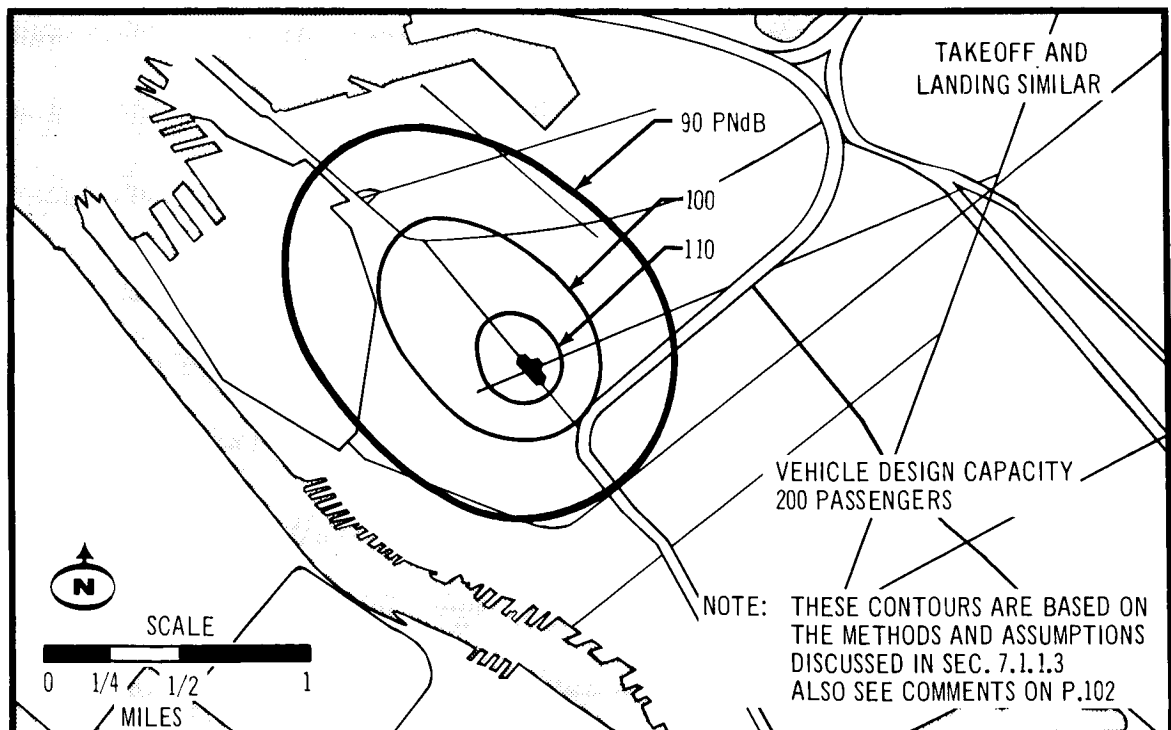 TAKEOFF AND
LANDING SIMILAR
90 PNdB
100
110
VEHICLE DESIGN CAPACITY
200 PASSENGERS
N
SCALE
0 1/4 1/2 1
MILES
NOTE: THESE CONTOURS ARE BASED ON
THE METHODS AND ASSUMPTIONS
DISCUSSED IN SEC. 7.1.1.3
ALSO SEE COMMENTS ON P.102